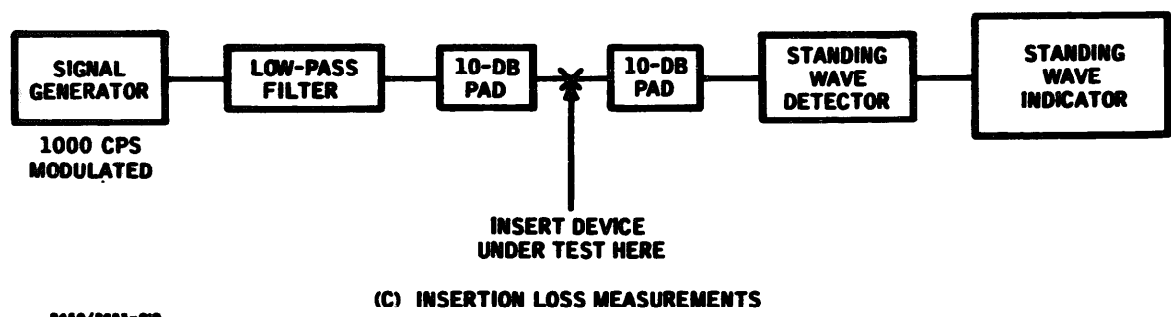 SIGNAL
GENERATOR
LOW-PASS
FILTER
10-DB
PAD
10-DB
PAD
STANDING
WAVE
DETECTOR
STANDING
WAVE
INDICATOR
1000 CPS
MODULATED
INSERT DEVICE
UNDER TEST HERE
(C) INSERTION LOSS MEASUREMENTS